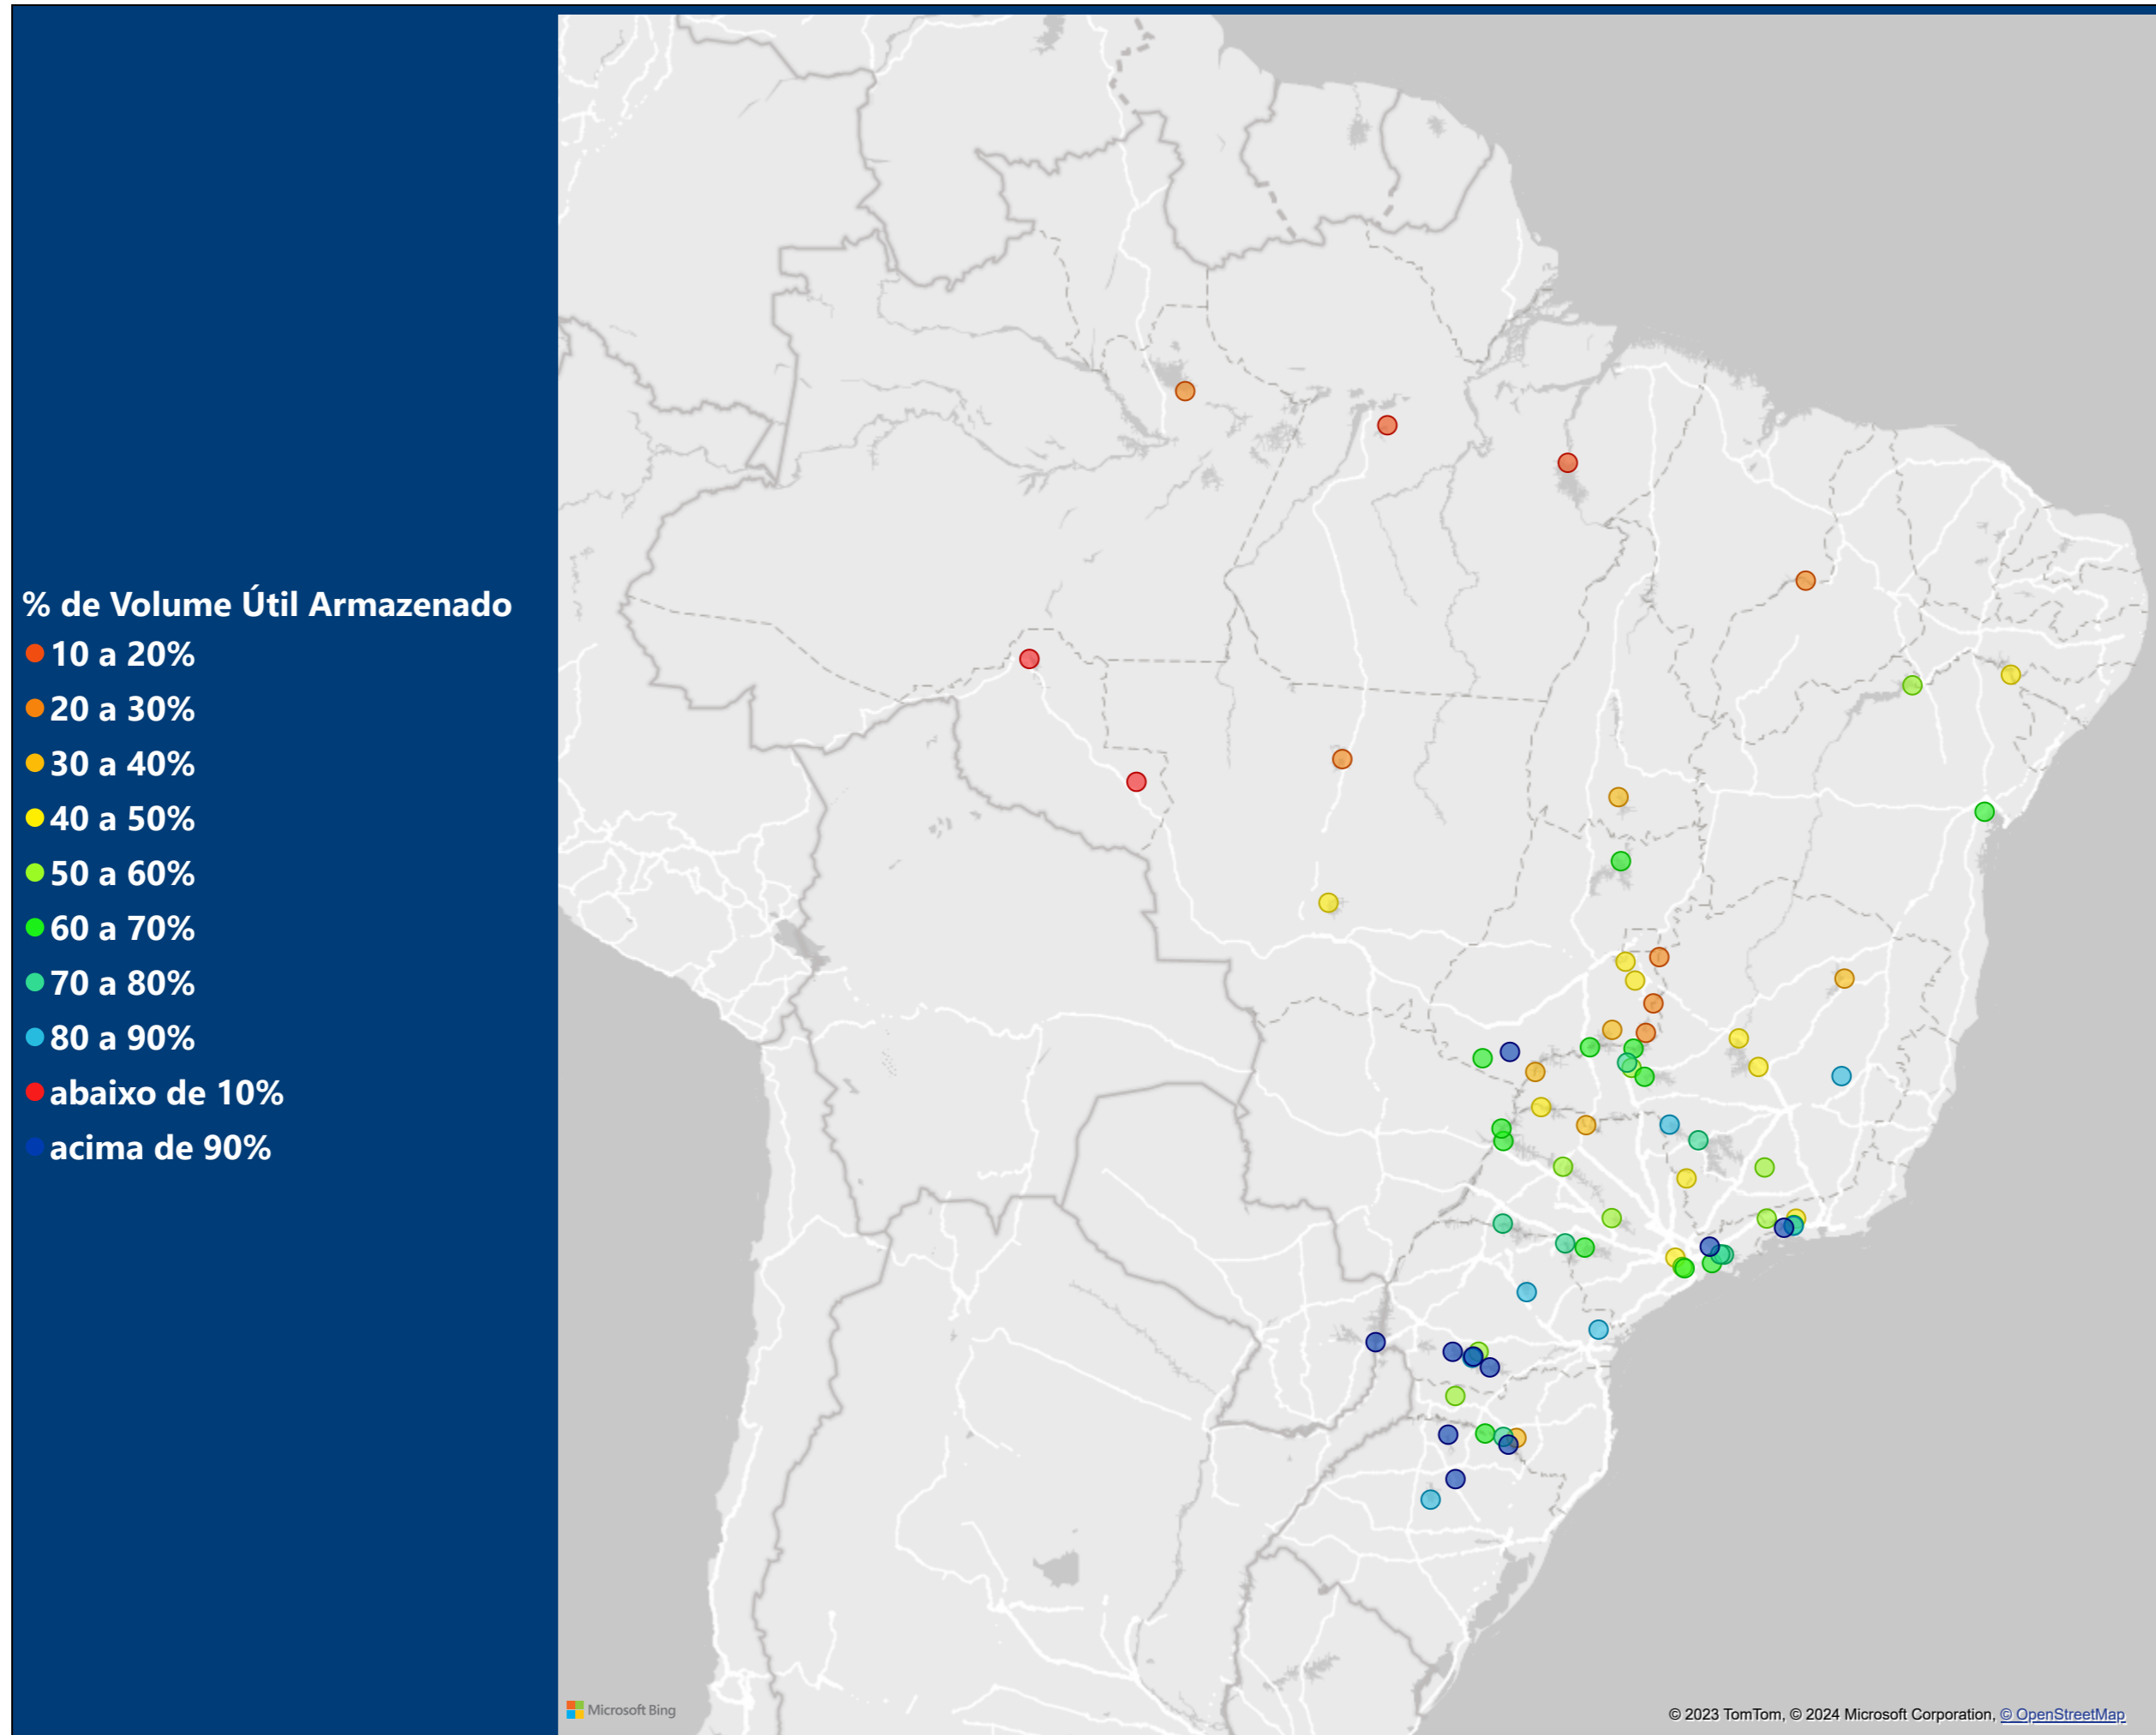 % de Volume Útil Armazenado
10 a 20%
20 a 30%
30 a 40%
40 a 50%
50 a 60%
60 a 70%
70 a 80%
80 a 90%
abaixo de 10%
acima de 90%
Microsoft Bing
© 2023 TomTom, © 2024 Microsoft Corporation, © OpenStreetMap